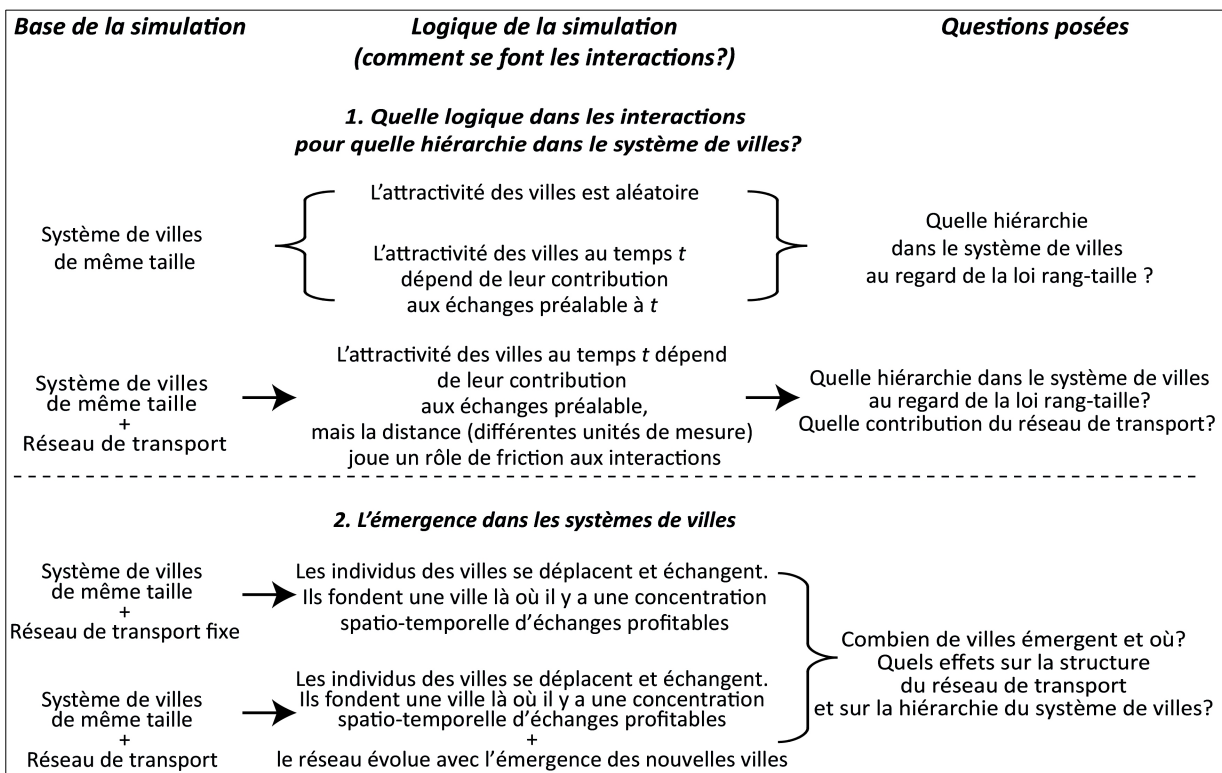 Base de la simulation
Logique de la simulation
(comment se font les interactions?)
Questions posées
1. Quelle logique dans les interactions
pour quelle hiérarchie dans le système de villes?
Système de villes
de même taille
L'attractivité des villes est aléatoire
L'attractivité des villes au temps t
dépend de leur contribution
aux échanges préalable à t
Quelle hiérarchie
dans le système de villes
au regard de la loi rang-taille ?
Système de villes
de même taille
+
Réseau de transport
L'attractivité des villes au temps t dépend
de leur contribution
aux échanges préalable,
mais la distance (différentes unités de mesure)
joue un rôle de friction aux interactions
Quelle hiérarchie dans le système de villes
au regard de la loi rang-taille?
Quelle contribution du réseau de transport?
2. L'émergence dans les systèmes de villes
Système de villes
de même taille
+
Réseau de transport fixe
Les individus des villes se déplacent et échangent.
Ils fondent une ville là où il y a une concentration
spatio-temporelle d'échanges profitables
Système de villes
de même taille
+
Réseau de transport
Les individus des villes se déplacent et échangent.
Ils fondent une ville là où il y a une concentration
spatio-temporelle d'échanges profitables
+
le réseau évolue avec l'émergence des nouvelles villes
Combien de villes émergent et où?
Quels effets sur la structure
du réseau de transport
et sur la hiérarchie du système de villes?